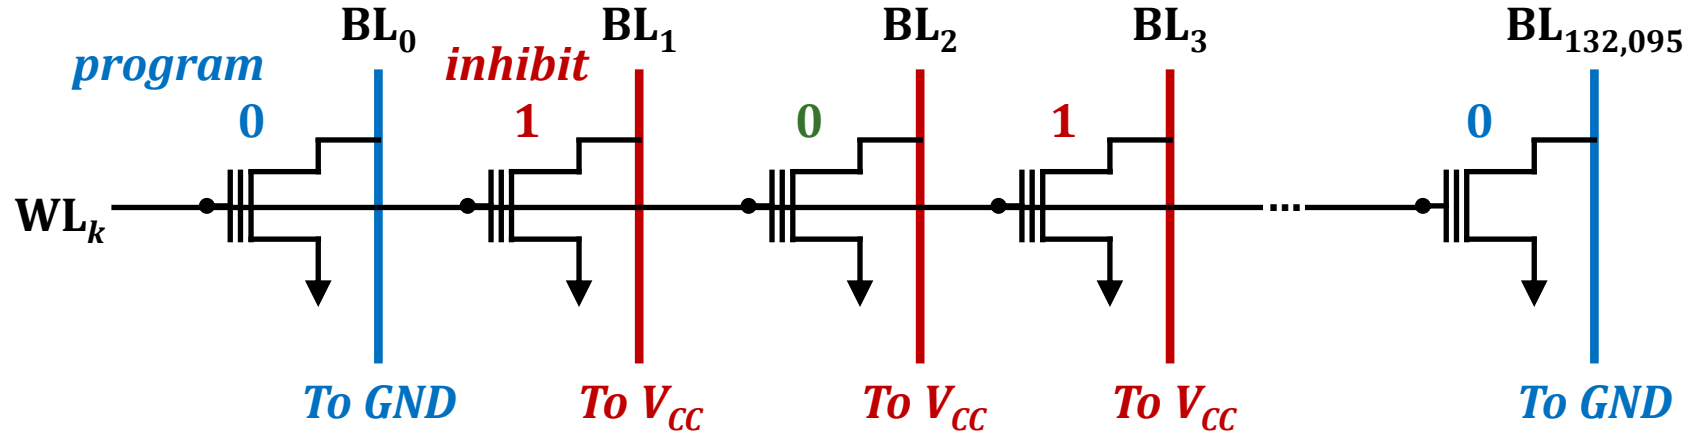 BL0 BL1 BL2 BL3 BL132,095
program inhibit
0 1 0 1 0
WLk ...
To GND To VCC To VCC To VCC To GND